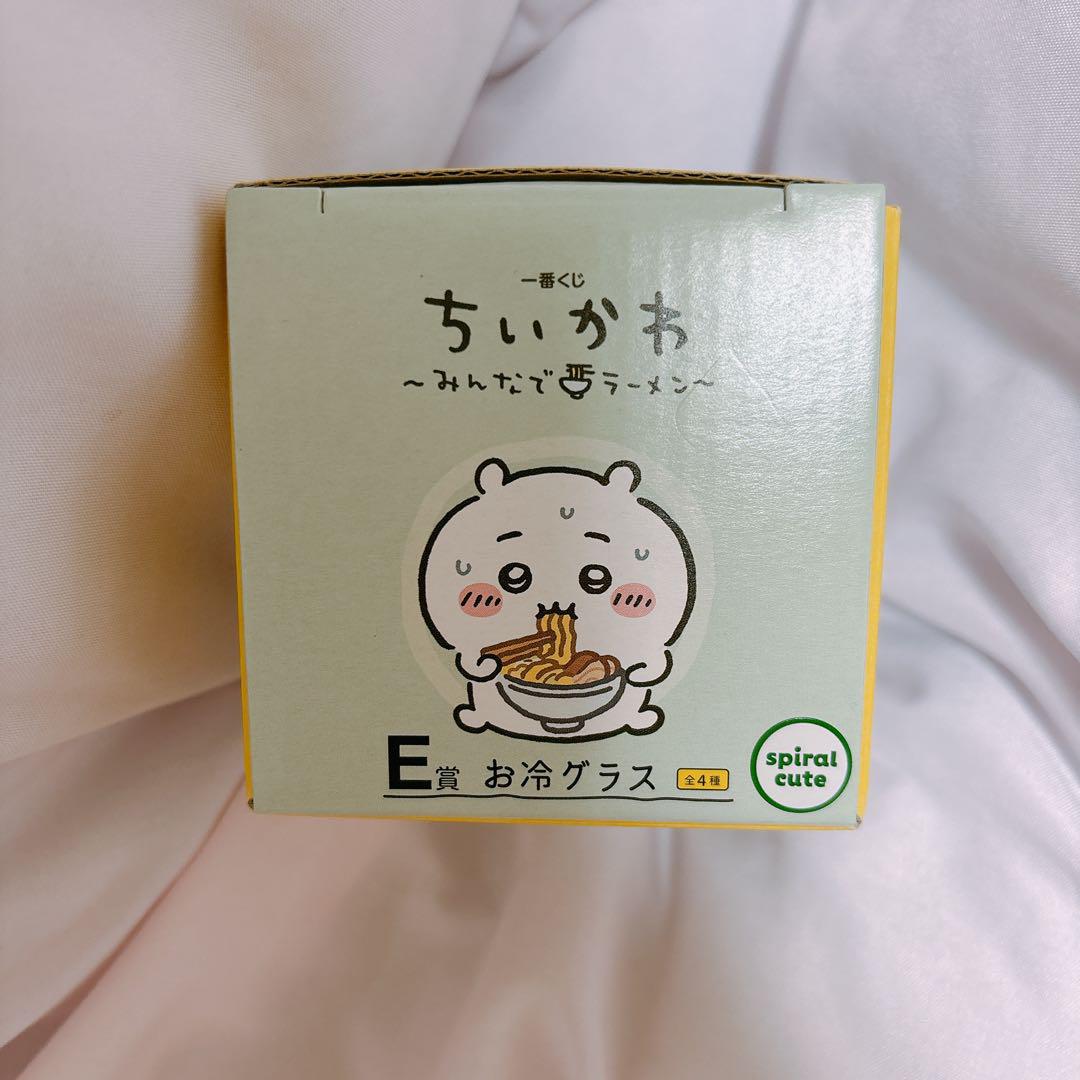 一番くじ
ちいかわ
～みんなでラーメン～
E賞 お冷グラス 全4種
spiral
cute